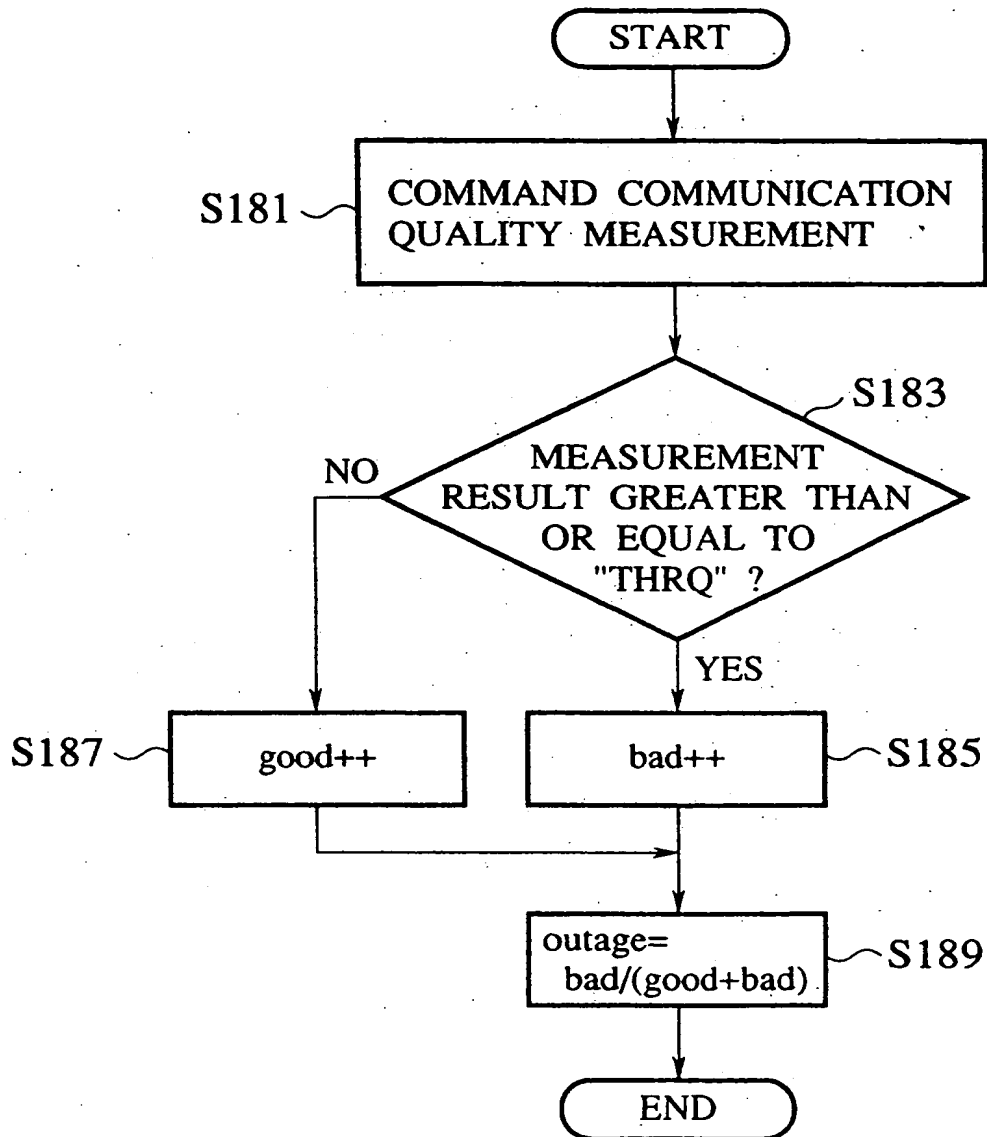 START
S181
COMMAND COMMUNICATION
QUALITY MEASUREMENT
S183
MEASUREMENT
RESULT GREATER THAN
OR EQUAL TO
"THRQ" ?
NO
YES
S187
good++
bad++
S185
outage=
bad/(good+bad)
S189
END